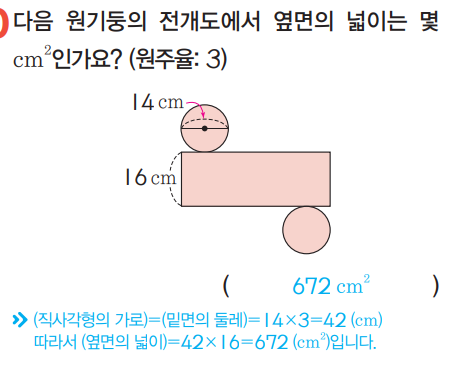 다음 원기둥의 전개도에서 옆면의 넓이는 몇
cm²인가요? (원주율: 3)
14 cm
16 cm
( 672 cm² )
(직사각형의 가로)=(밑면의 둘레)=14×3=42 (cm)
따라서 (옆면의 넓이)=42×16=672 (cm²)입니다.